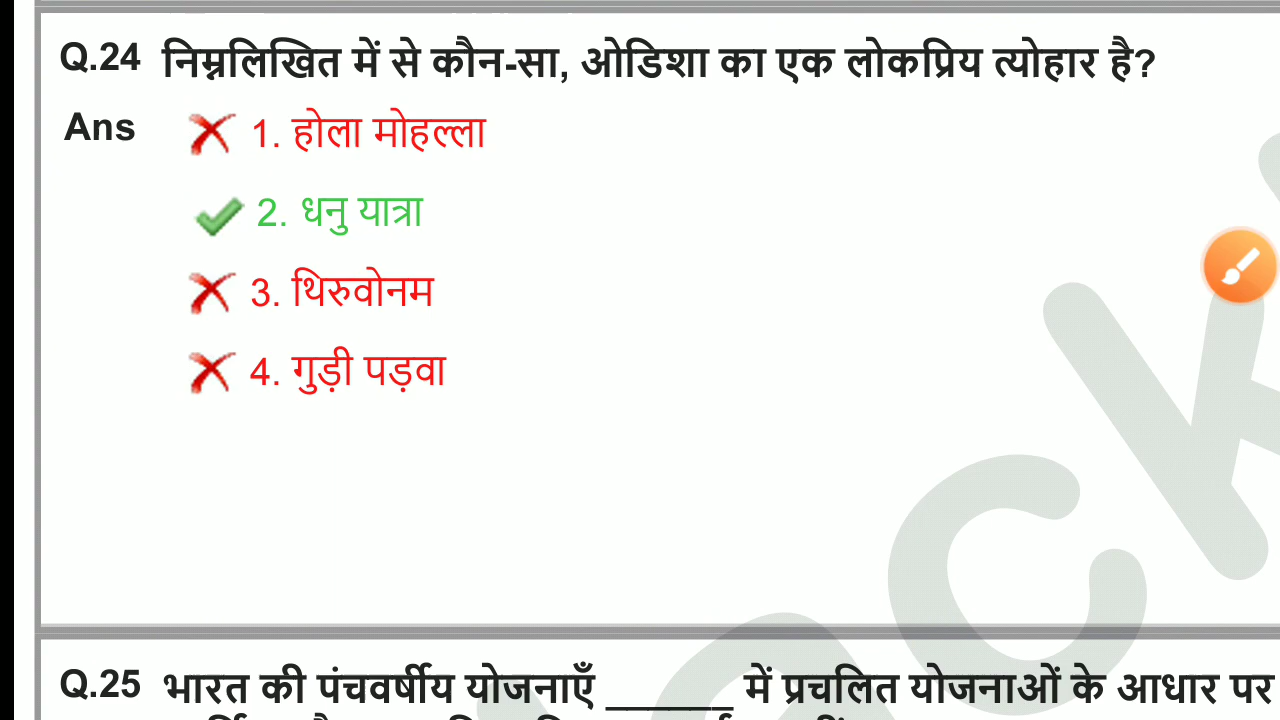 Q.24 निम्नलिखित में से कौन-सा, ओडिशा का एक लोकप्रिय त्योहार है?
Ans 1. होला मोहल्ला
2. धनु यात्रा
3. थिरुवोनम
4. गुड़ी पड़वा
Q.25 भारत की पंचवर्षीय योजनाएँ ______ में प्रचलित योजनाओं के आधार पर